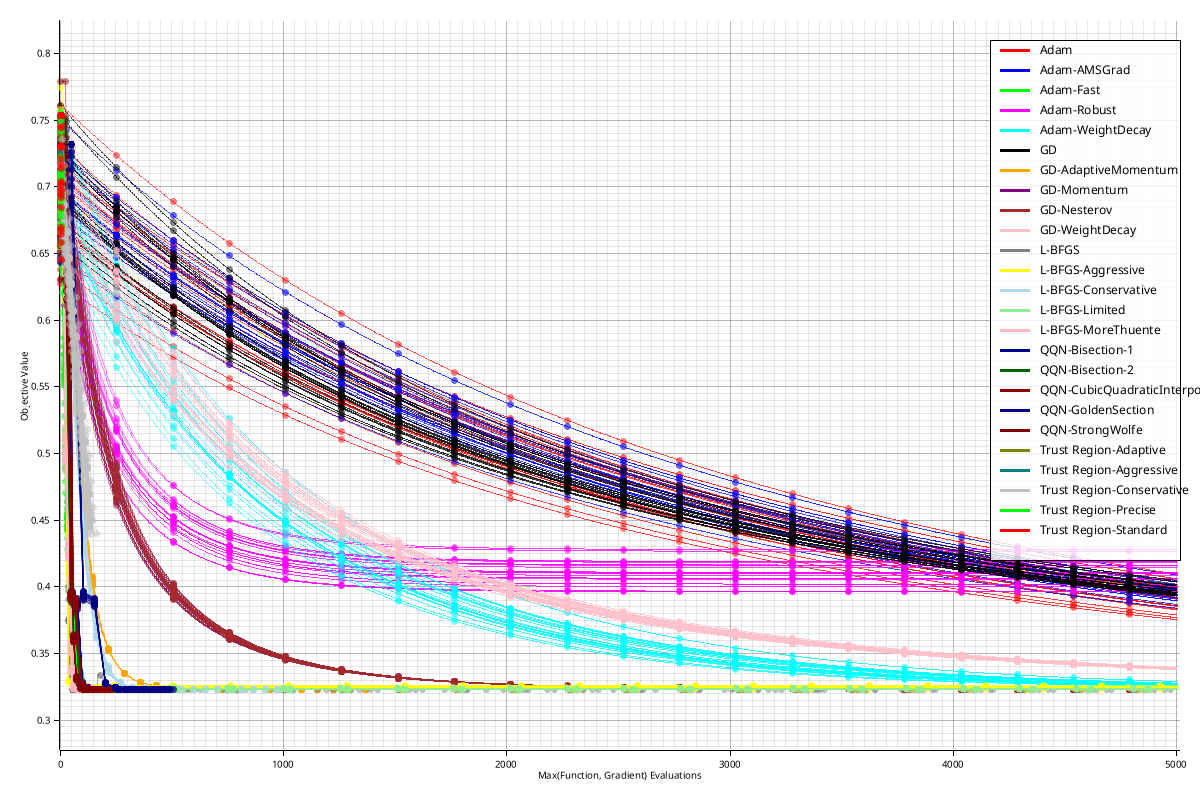 0.8
0.75
0.7
0.65
0.6
0.55
0.5
0.45
0.4
0.35
0.3
Objective Value
0
1000
2000
3000
4000
5000
Max(Function, Gradient) Evaluations
Adam
Adam-AMSGrad
Adam-Fast
Adam-Robust
Adam-WeightDecay
GD
GD-AdaptiveMomentum
GD-Momentum
GD-Nesterov
GD-WeightDecay
L-BFGS
L-BFGS-Aggressive
L-BFGS-Conservative
L-BFGS-Limited
L-BFGS-MoreThuente
QQN-Bisection-1
QQN-Bisection-2
QQN-CubicQuadraticInterpo
QQN-GoldenSection
QQN-StrongWolfe
Trust Region-Adaptive
Trust Region-Aggressive
Trust Region-Conservative
Trust Region-Precise
Trust Region-Standard